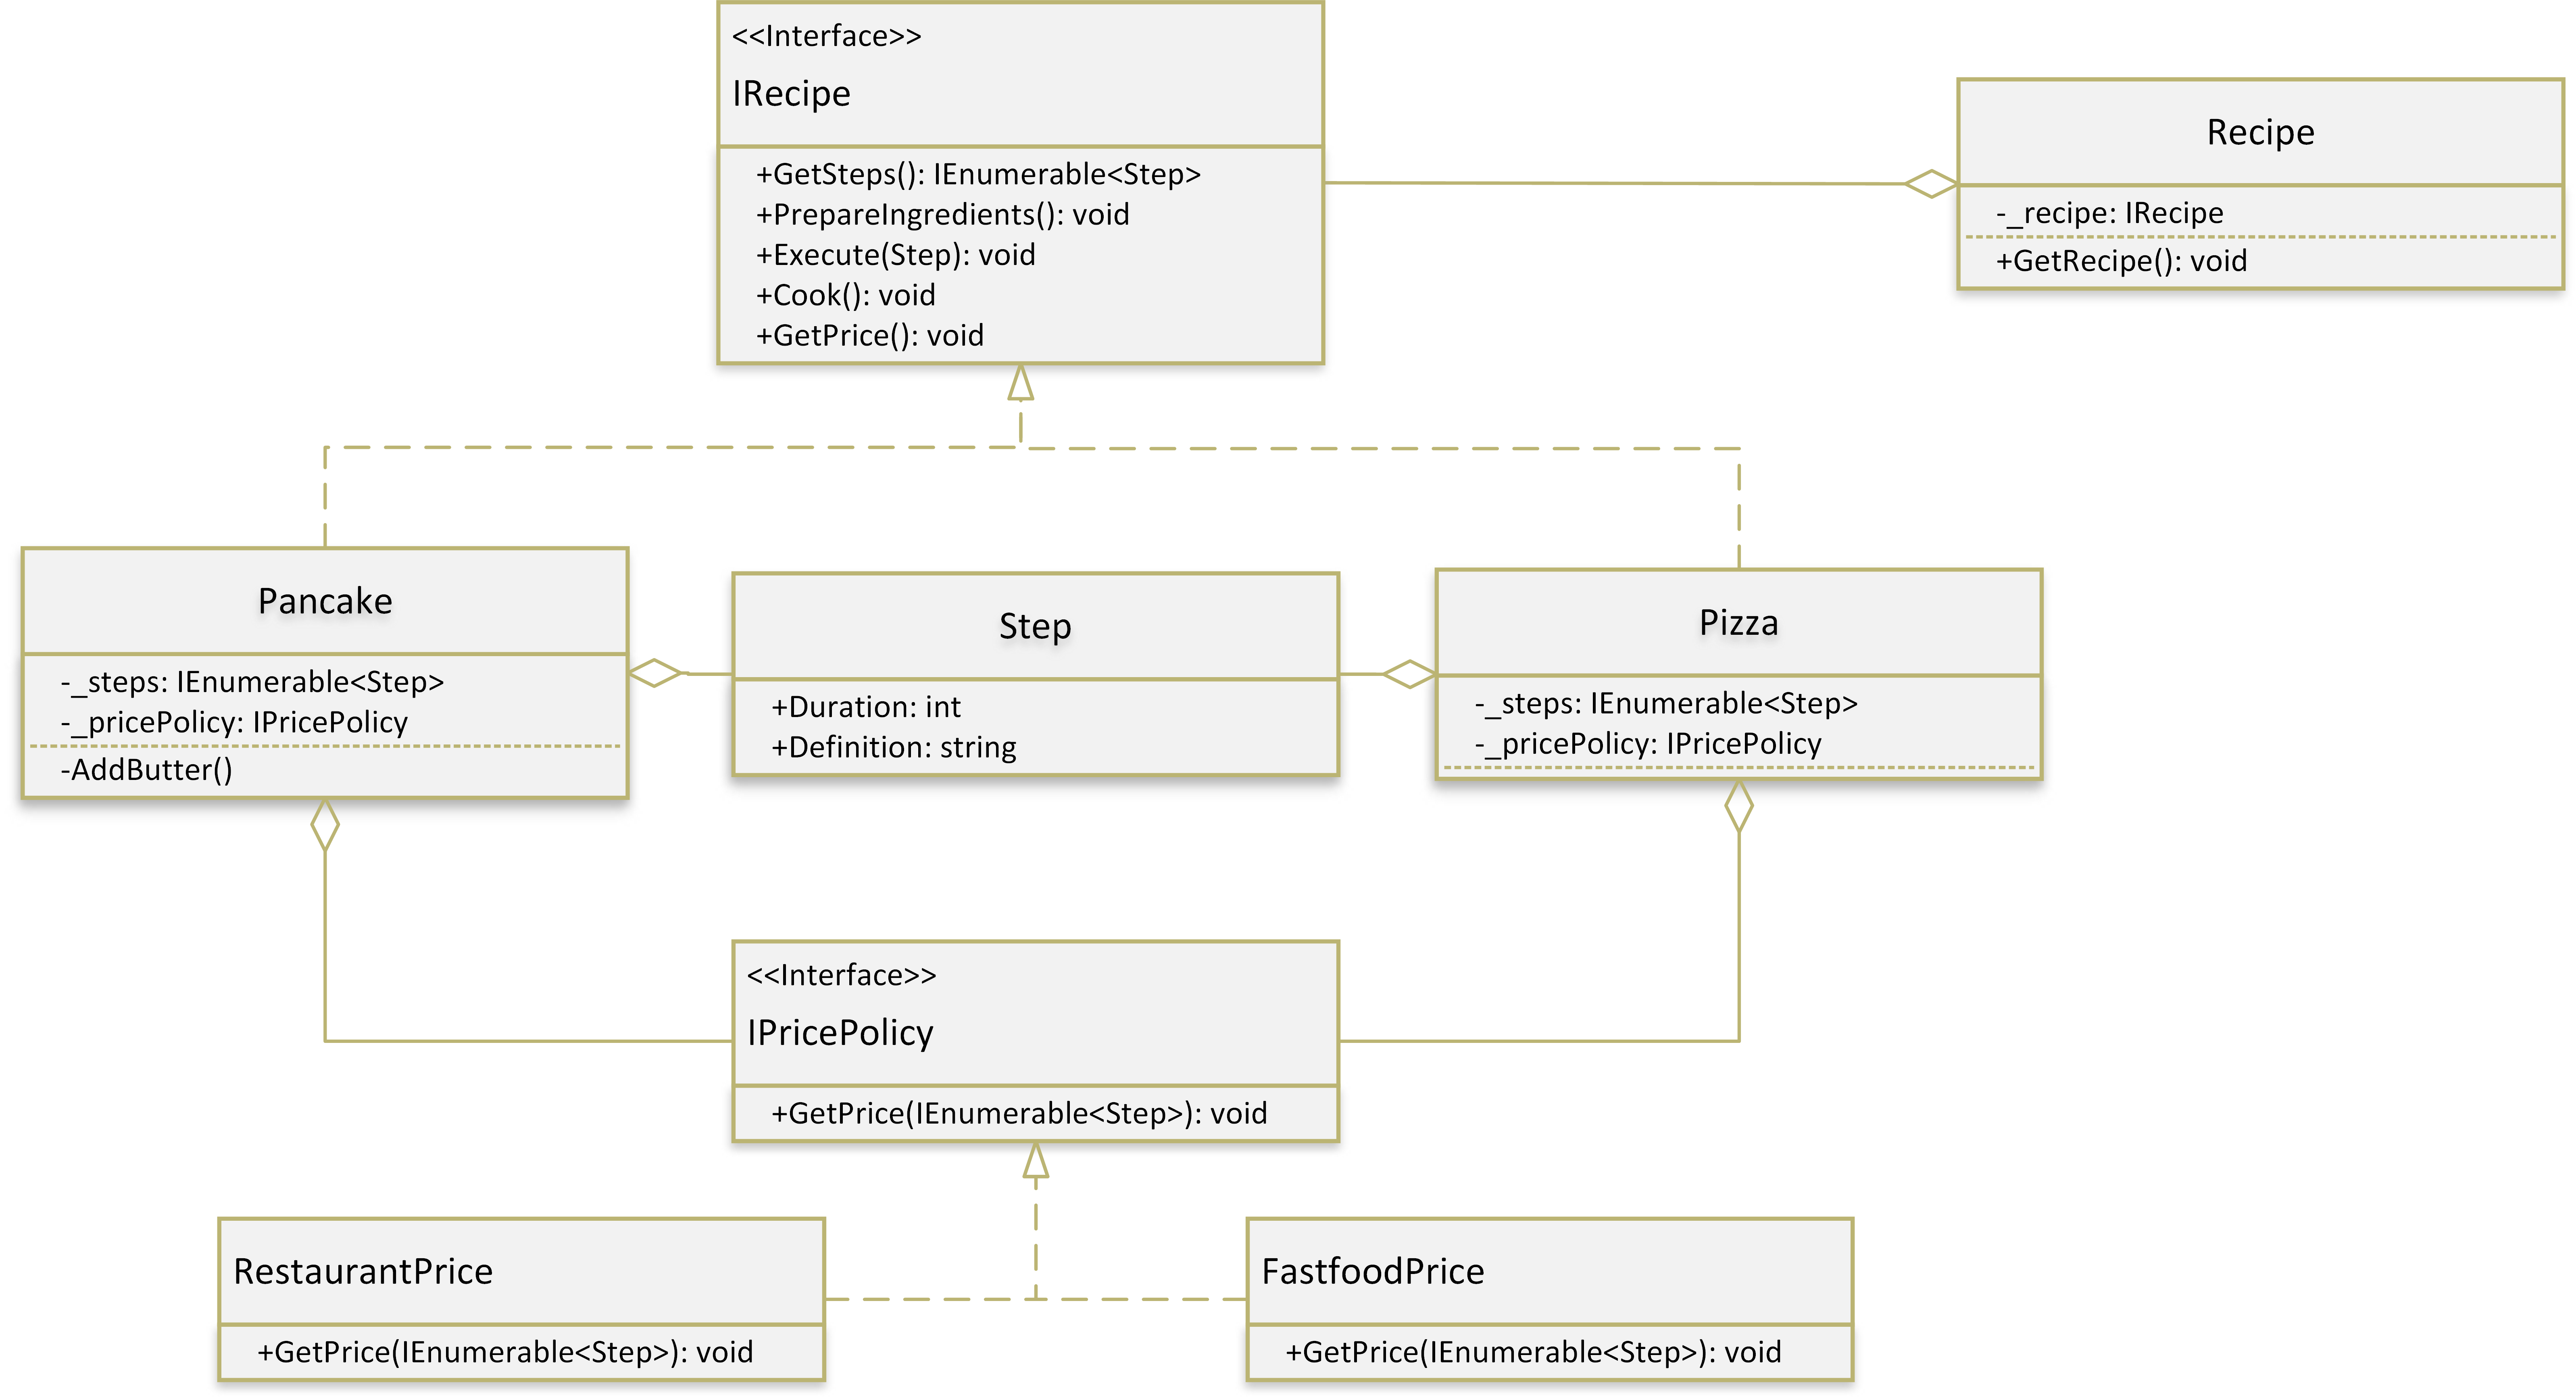 <<Interface>>
IRecipe
+GetSteps(): IEnumerable<Step>
+PrepareIngredients(): void
+Execute(Step): void
+Cook(): void
+GetPrice(): void
Recipe
-_recipe: IRecipe
+GetRecipe(): void
Pancake
-_steps: IEnumerable<Step>
-_pricePolicy: IPricePolicy
-AddButter()
Step
+Duration: int
+Definition: string
Pizza
-_steps: IEnumerable<Step>
-_pricePolicy: IPricePolicy
<<Interface>>
IPricePolicy
+GetPrice(IEnumerable<Step>): void
RestaurantPrice
+GetPrice(IEnumerable<Step>): void
FastfoodPrice
+GetPrice(IEnumerable<Step>): void